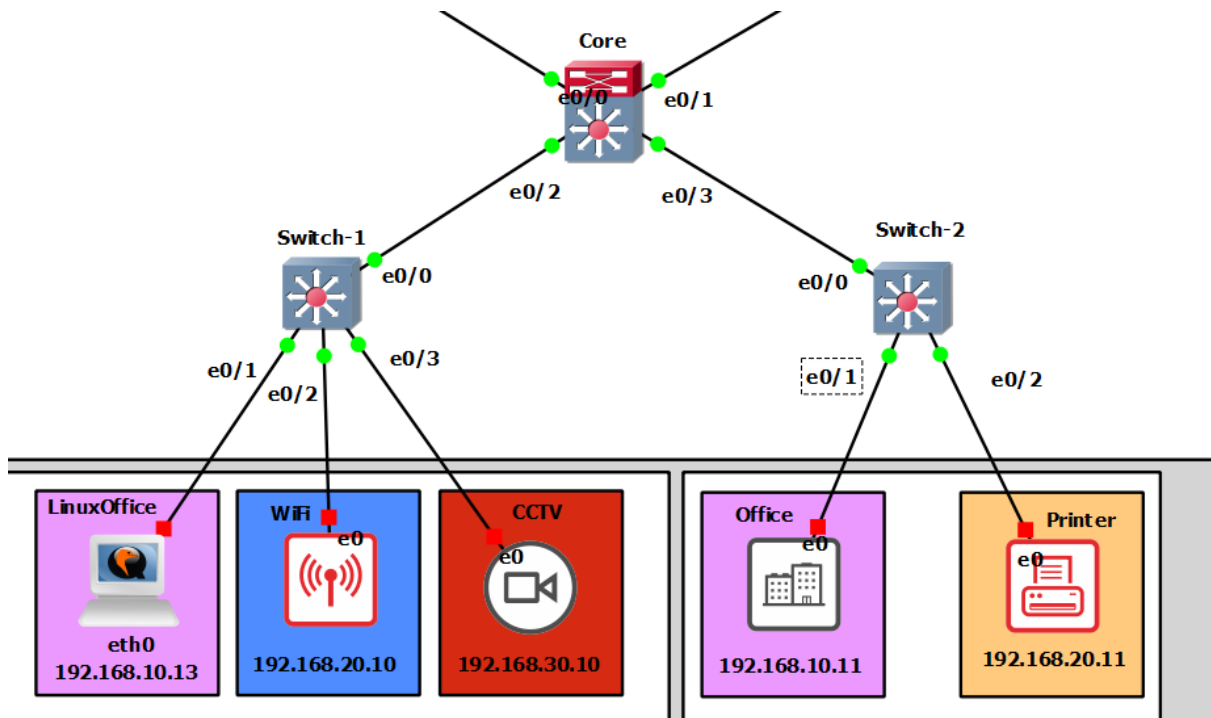 Core
e0/0
e0/1
e0/2
e0/3
Switch-1
Switch-2
e0/0
e0/0
e0/1
e0/2
e0/3
e0/1
e0/2
LinuxOffice
WiFi
CCTV
Office
Printer
e0
e0
e0
e0
eth0
192.168.10.13
192.168.20.10
192.168.30.10
192.168.10.11
192.168.20.11